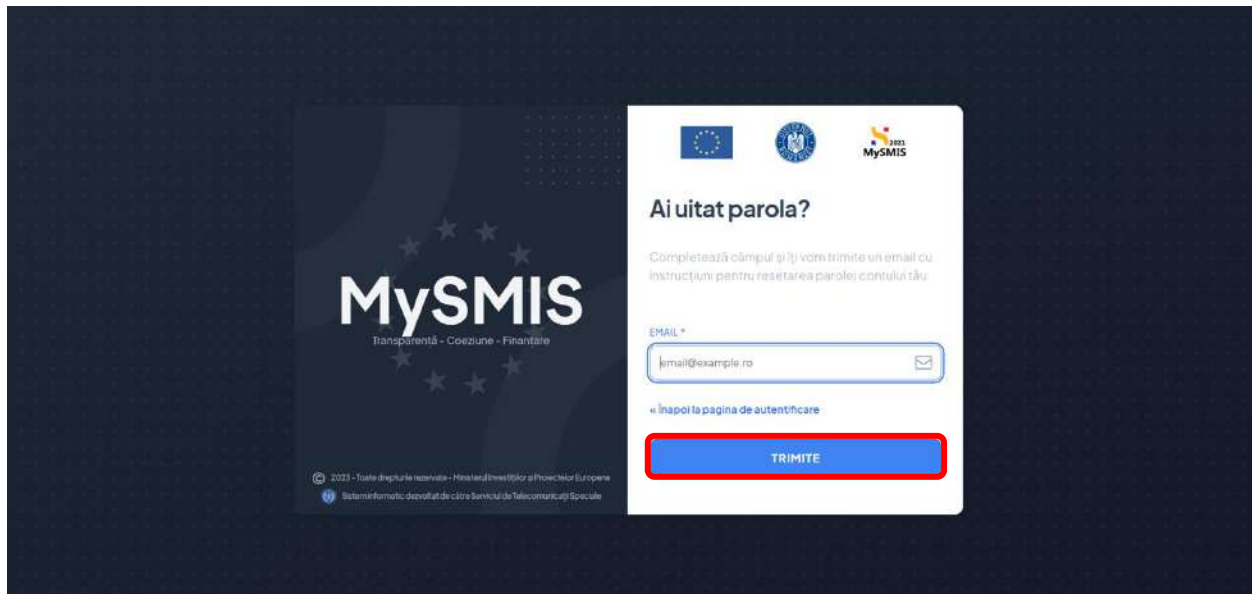 MySMIS
Transparență - Coeziune - Finantare
© 2023 - Toate drepturile rezervate - Ministerul Investițiilor și Proiectelor Europene
Sistem informatic dezvoltat de către Serviciul de Telecomunicații Speciale
2021
MySMIS
Ai uitat parola?
Completează câmpul și îți vom trimite un email cu
instrucțiuni pentru resetarea parolei contului tău.
EMAIL *
email@example.ro
« Înapoi la pagina de autentificare
TRIMITE